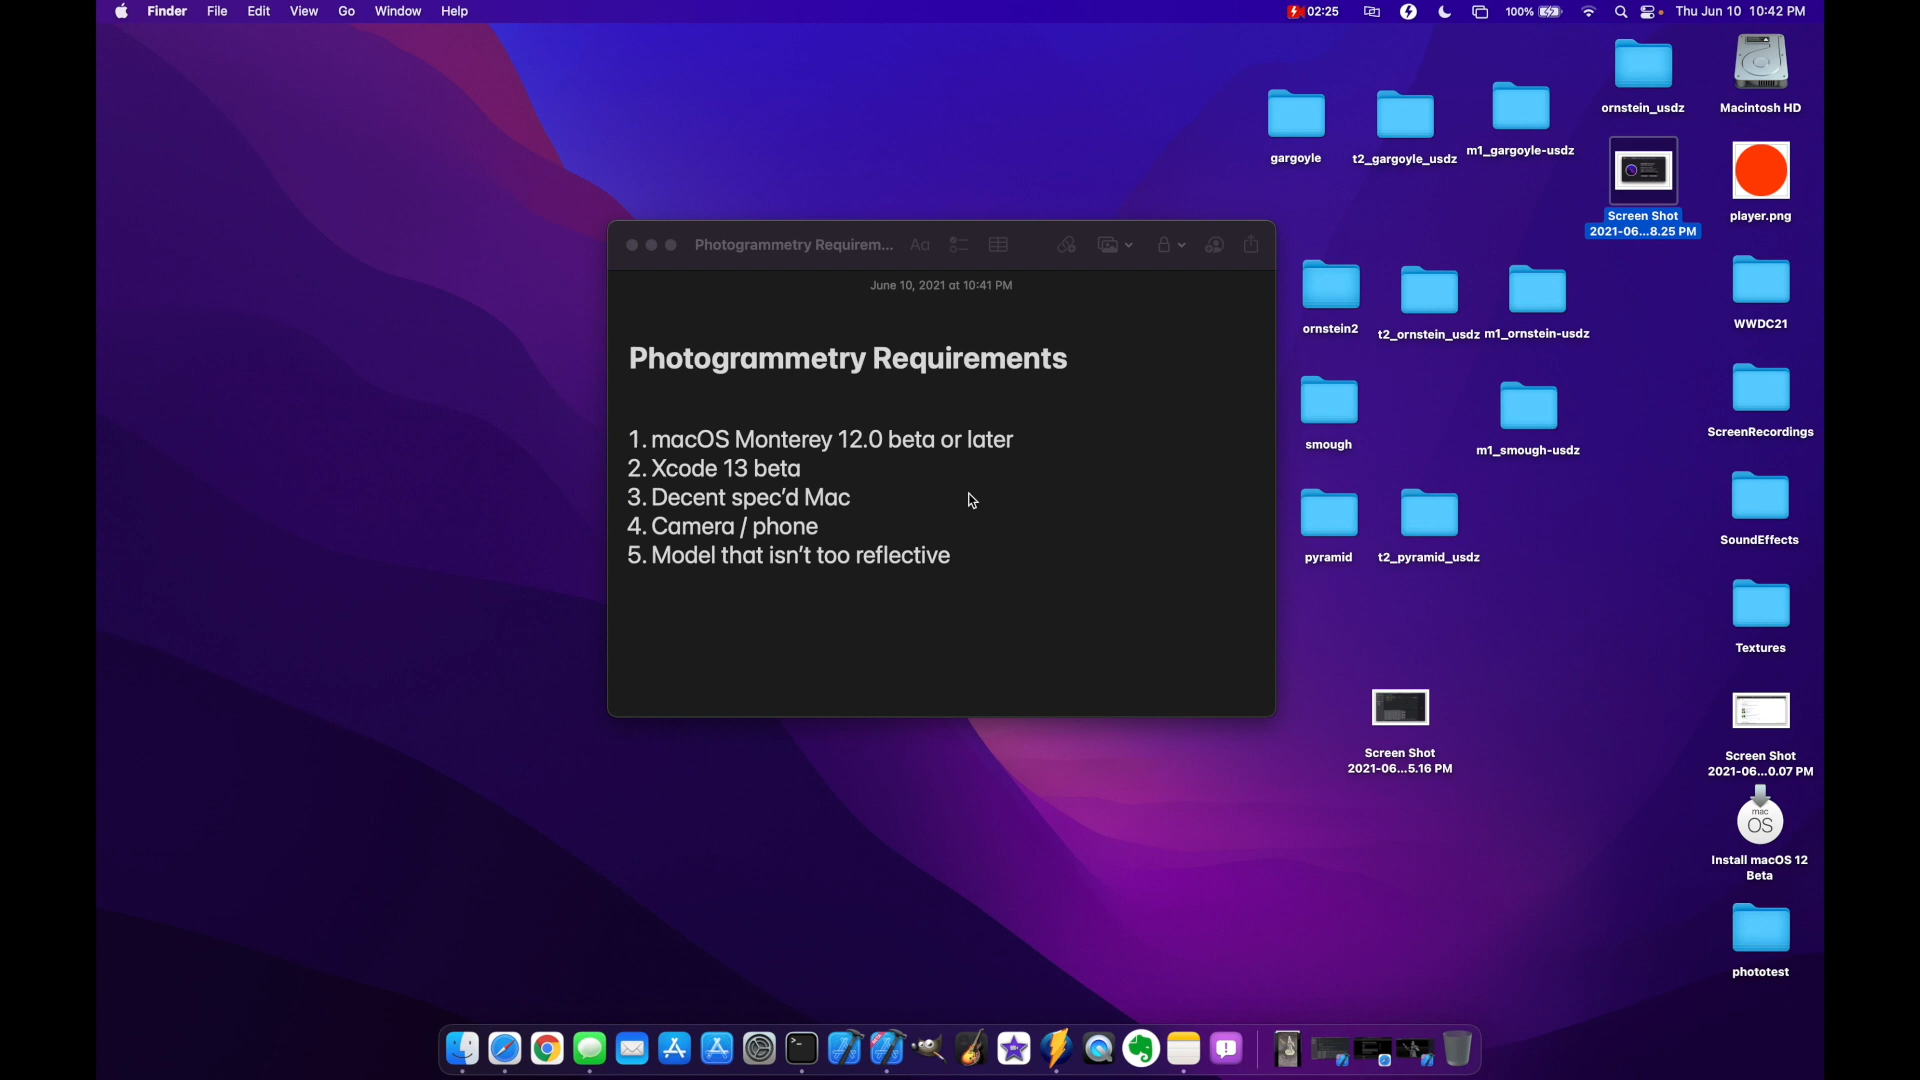 Finder File Edit View Go Window Help
02:25 100% Thu Jun 10 10:42 PM
ornstein_usdz
Macintosh HD
gargoyle
t2_gargoyle_usdz
m1_gargoyle-usdz
Screen Shot
2021-06...8.25 PM
player.png
Photogrammetry Requirem... Aa
June 10, 2021 at 10:41 PM
Photogrammetry Requirements
1. macOS Monterey 12.0 beta or later
2. Xcode 13 beta
3. Decent spec’d Mac
4. Camera / phone
5. Model that isn’t too reflective
ornstein2
t2_ornstein_usdz
m1_ornstein-usdz
WWDC21
smough
m1_smough-usdz
ScreenRecordings
pyramid
t2_pyramid_usdz
SoundEffects
Textures
Screen Shot
2021-06...5.16 PM
Screen Shot
2021-06...0.07 PM
mac
OS
Install macOS 12
Beta
phototest